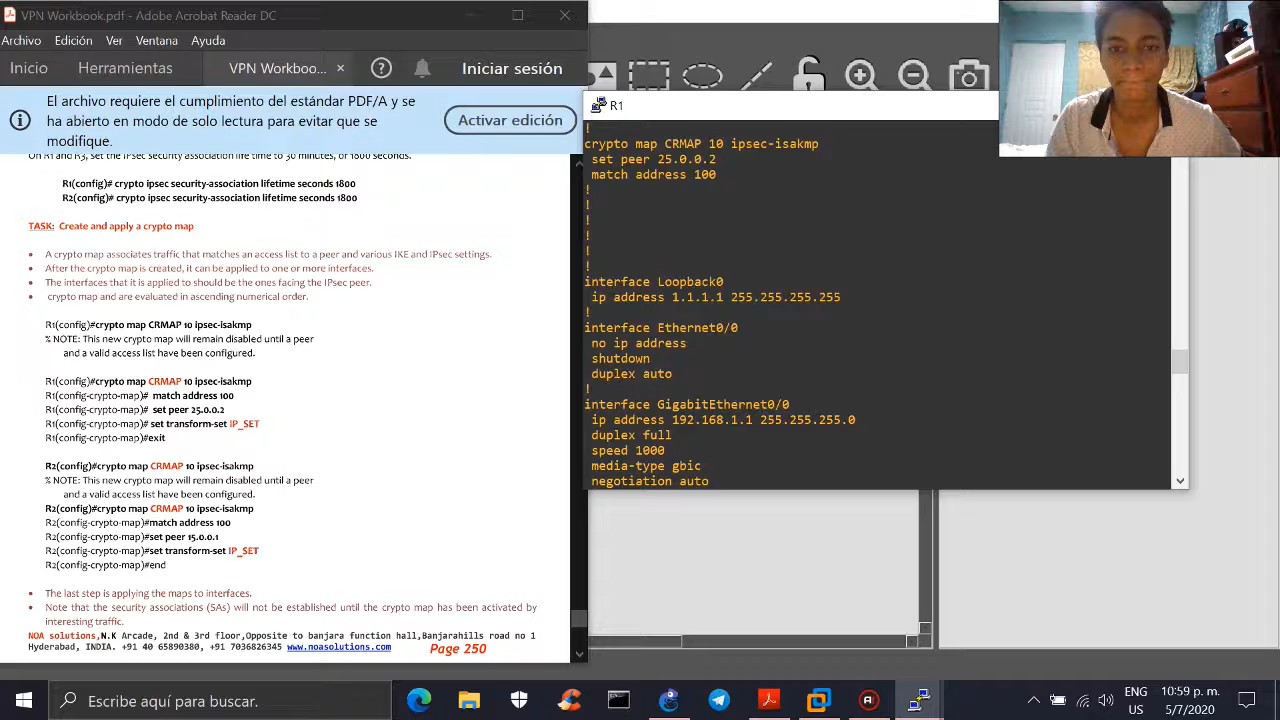 VPN Workbook.pdf - Adobe Acrobat Reader DC
Archivo Edición Ver Ventana Ayuda
Inicio Herramientas VPN Workboo... × Iniciar sesión
El archivo requiere el cumplimiento del estándar PDF/A y se
ha abierto en modo de solo lectura para evitar que se
modifique.
Activar edición
On R1 and R3, set the IPsec security association life time to 30 minutes, or 1800 seconds.
R1(config)# crypto ipsec security-association lifetime seconds 1800
R2(config)# crypto ipsec security-association lifetime seconds 1800
TASK: Create and apply a crypto map
• A crypto map associates traffic that matches an access list to a peer and various IKE and IPsec settings.
• After the crypto map is created, it can be applied to one or more interfaces.
• The interfaces that it is applied to should be the ones facing the IPsec peer.
• crypto map and are evaluated in ascending numerical order.
R1(config)#crypto map CRMAP 10 ipsec-isakmp
% NOTE: This new crypto map will remain disabled until a peer
and a valid access list have been configured.
R1(config)#crypto map CRMAP 10 ipsec-isakmp
R1(config-crypto-map)# match address 100
R1(config-crypto-map)# set peer 25.0.0.2
R1(config-crypto-map)# set transform-set IP_SET
R1(config-crypto-map)#exit
R2(config)#crypto map CRMAP 10 ipsec-isakmp
% NOTE: This new crypto map will remain disabled until a peer
and a valid access list have been configured.
R2(config)#crypto map CRMAP 10 ipsec-isakmp
R2(config-crypto-map)#match address 100
R2(config-crypto-map)#set peer 15.0.0.1
R2(config-crypto-map)#set transform-set IP_SET
R2(config-crypto-map)#end
• The last step is applying the maps to interfaces.
• Note that the security associations (SAs) will not be established until the crypto map has been activated by
interesting traffic.
NOA solutions,N.K Arcade, 2nd & 3rd floor,Opposite to banjara function hall,Banjarahills road no 1
Hyderabad, INDIA. +91 40 65890380, +91 7036826345 www.noasolutions.com Page 250
R1
!
crypto map CRMAP 10 ipsec-isakmp
set peer 25.0.0.2
match address 100
!
!
!
!
!
!
interface Loopback0
ip address 1.1.1.1 255.255.255.255
!
interface Ethernet0/0
no ip address
shutdown
duplex auto
!
interface GigabitEthernet0/0
ip address 192.168.1.1 255.255.255.0
duplex full
speed 1000
media-type gbic
negotiation auto
Escribe aquí para buscar.
ENG
US
10:59 p. m.
5/7/2020